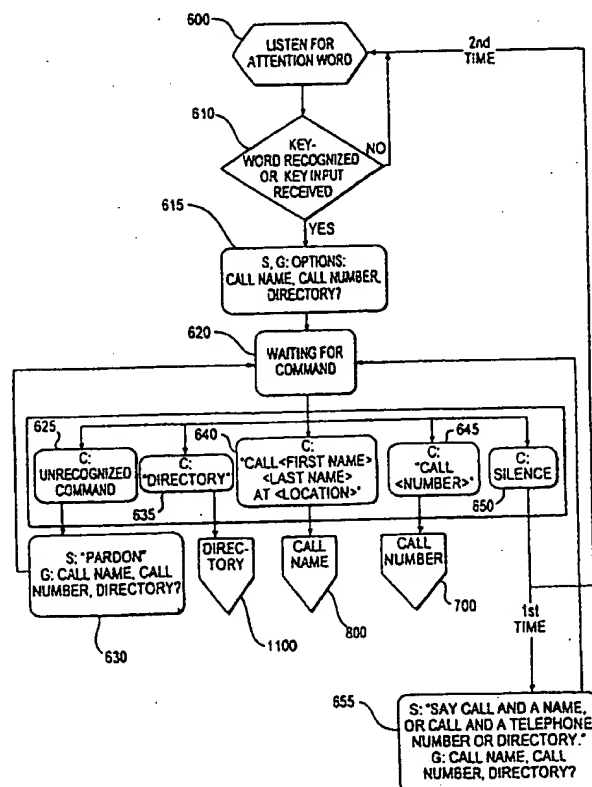 600
LISTEN FOR
ATTENTION WORD
2nd
TIME
610
KEY-
WORD RECOGNIZED
OR KEY INPUT
RECEIVED
NO
615
YES
S, G: OPTIONS:
CALL NAME, CALL NUMBER,
DIRECTORY?
620
WAITING FOR
COMMAND
625
C:
UNRECOGNIZED
COMMAND
C:
"DIRECTORY"
635
640
C:
"CALL<FIRST NAME>
<LAST NAME>
AT <LOCATION>"
645
C:
"CALL
<NUMBER>"
C:
SILENCE
650
S: "PARDON"
G: CALL NAME, CALL
NUMBER, DIRECTORY?
630
DIREC-
TORY
1100
CALL
NAME
800
CALL
NUMBER
700
1st
TIME
655
S: "SAY CALL AND A NAME,
OR CALL AND A TELEPHONE
NUMBER OR DIRECTORY."
G: CALL NAME, CALL
NUMBER, DIRECTORY?